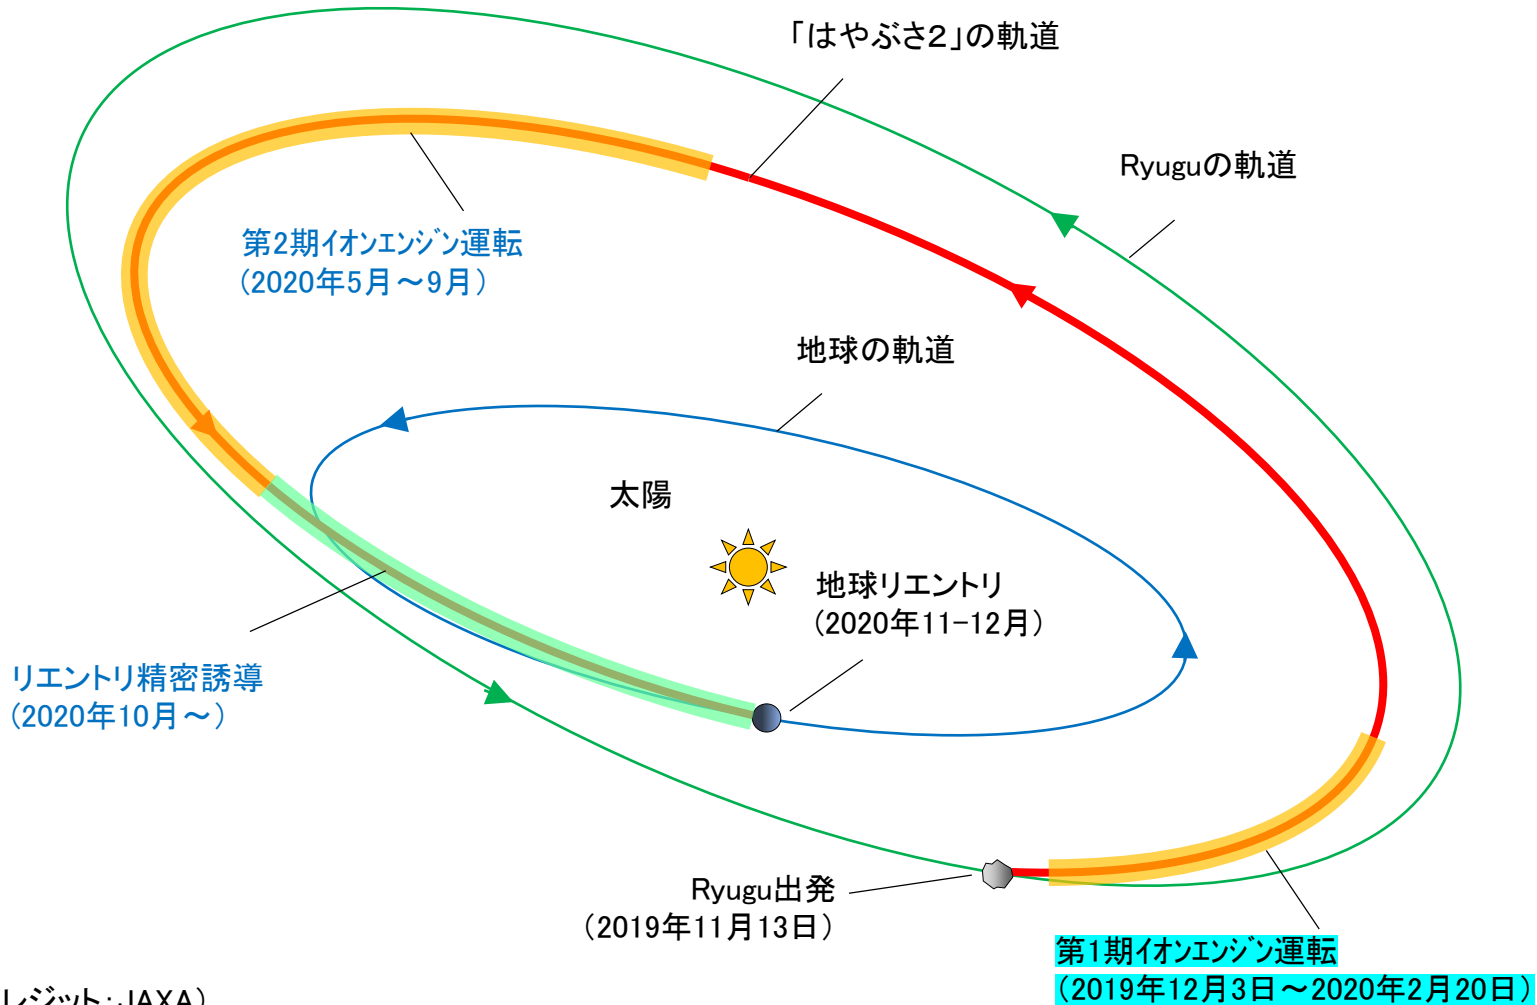 「はやぶさ2」の軌道
Ryuguの軌道
第2期イオンエンジン運転
(2020年5月～9月)
地球の軌道
太陽
地球リエントリ
(2020年11-12月)
リエントリ精密誘導
(2020年10月～)
Ryugu出発
(2019年11月13日)
第1期イオンエンジン運転
(2019年12月3日～2020年2月20日)
レジット:JAXA)